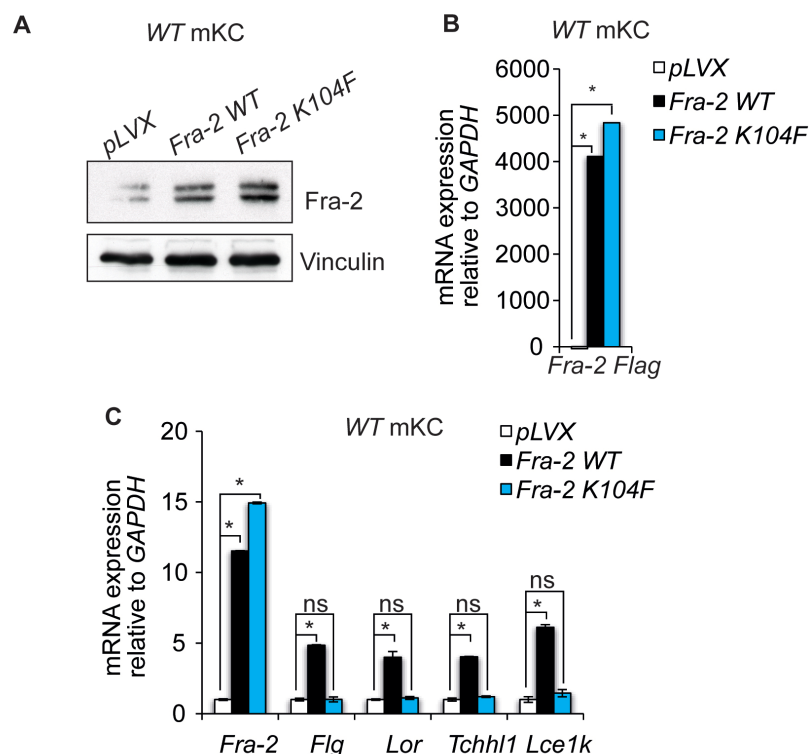 A
WT mKC
pLVX
Fra-2 WT
Fra-2 K104F
Fra-2
Vinculin
B
WT mKC
mRNA expression
relative to GAPDH
6000
5000
4000
3000
2000
1000
0
*
*
Fra-2 Flag
pLVX
Fra-2 WT
Fra-2 K104F
C
WT mKC
mRNA expression
relative to GAPDH
20
15
10
5
0
*
*
ns
*
ns
*
ns
*
ns
*
pLVX
Fra-2 WT
Fra-2 K104F
Fra-2 Flg Lor Tchhl1 Lce1k